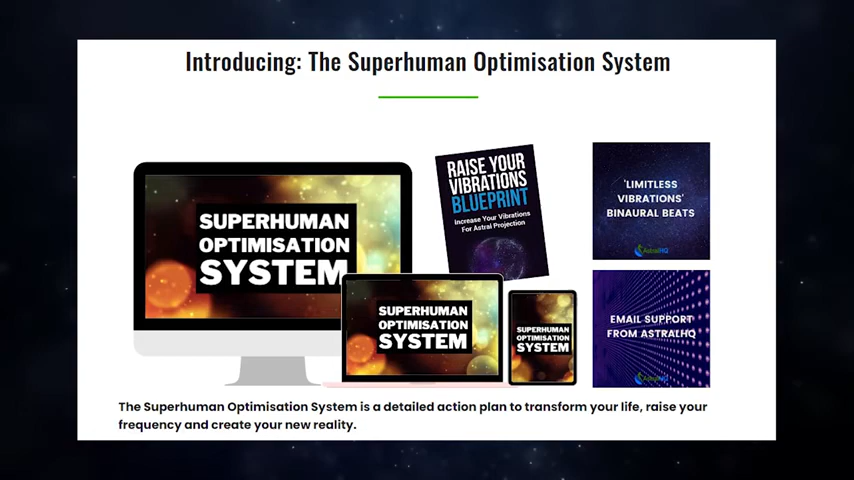 Introducing: The Superhuman Optimisation System
SUPERHUMAN
OPTIMISATION
SYSTEM
RAISE YOUR
VIBRATIONS
BLUEPRINT
Increase Your Vibrations
For Astral Projection
'LIMITLESS
VIBRATIONS'
BINAURAL BEATS
AstralHQ
SUPERHUMAN
OPTIMISATION
SYSTEM
SUPERHUMAN
OPTIMISATION
SYSTEM
EMAIL SUPPORT
FROM ASTRALHQ
AstralHQ
The Superhuman Optimisation System is a detailed action plan to transform your life, raise your
frequency and create your new reality.